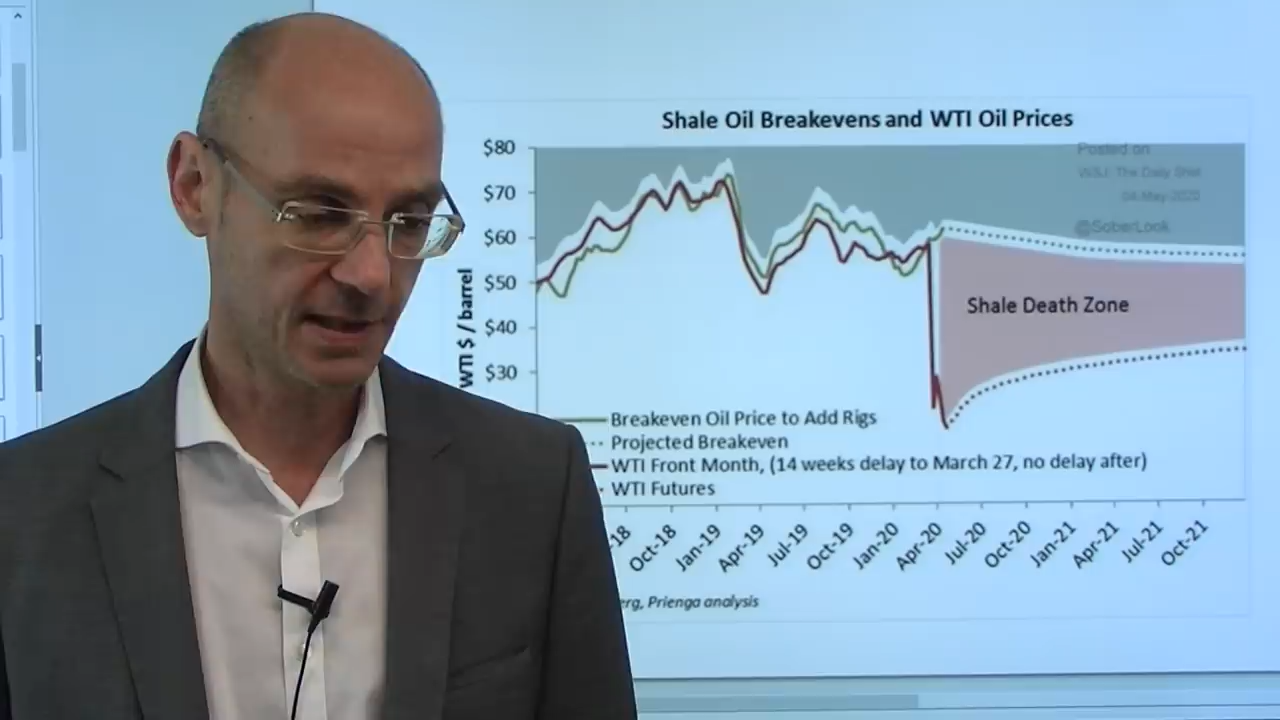 Shale Oil Breakevens and WTI Oil Prices
Posted on
WSJ: The Daily Shot
04-May-2020
@SoberLook
$80
$70
$60
$50
$40
$30
WTI $ / barrel
Shale Death Zone
Breakeven Oil Price to Add Rigs
Projected Breakeven
WTI Front Month, (14 weeks delay to March 27, no delay after)
WTI Futures
-18
Oct-18
Jan-19
Apr-19
Jul-19
Oct-19
Jan-20
Apr-20
Jul-20
Oct-20
Jan-21
Apr-21
Jul-21
Oct-21
erg, Prienga analysis